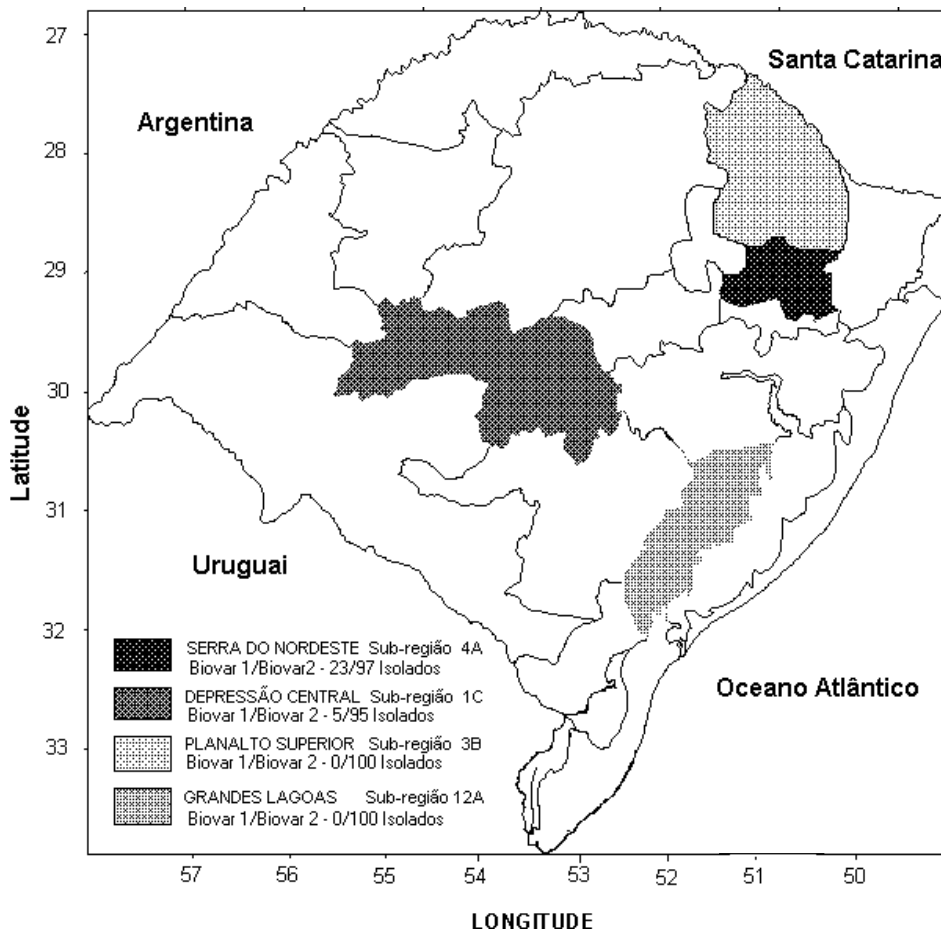 27
Santa Catarina
Argentina
28
29
30
Latitude
31
Uruguai
32
SERRA DO NORDESTE Sub-região 4A
Biovar 1/Biovar2 - 23/97 Isolados
DEPRESSÃO CENTRAL Sub-região 1C
Biovar 1/Biovar 2 - 5/95 Isolados
Oceano Atlântico
33
PLANALTO SUPERIOR Sub-região 3B
Biovar 1/Biovar 2 - 0/100 Isolados
GRANDES LAGOAS Sub-região 12A
Biovar 1/Biovar 2 - 0/100 Isolados
57 56 55 54 53 52 51 50
LONGITUDE